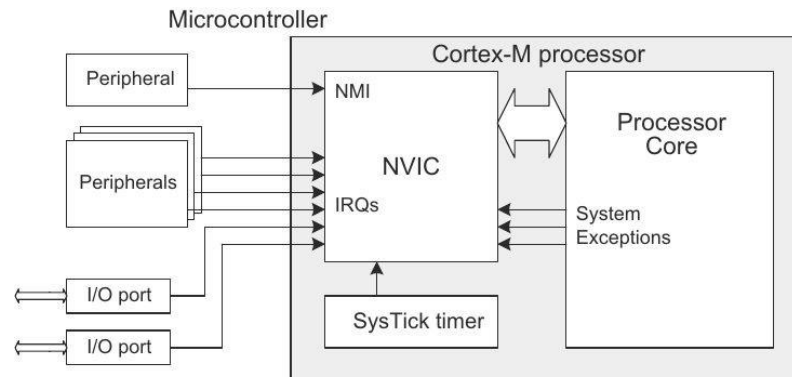 Microcontroller
Cortex-M processor
Peripheral
NMI
Processor
Core
NVIC
Peripherals
IRQs
System
Exceptions
I/O port
SysTick timer
I/O port